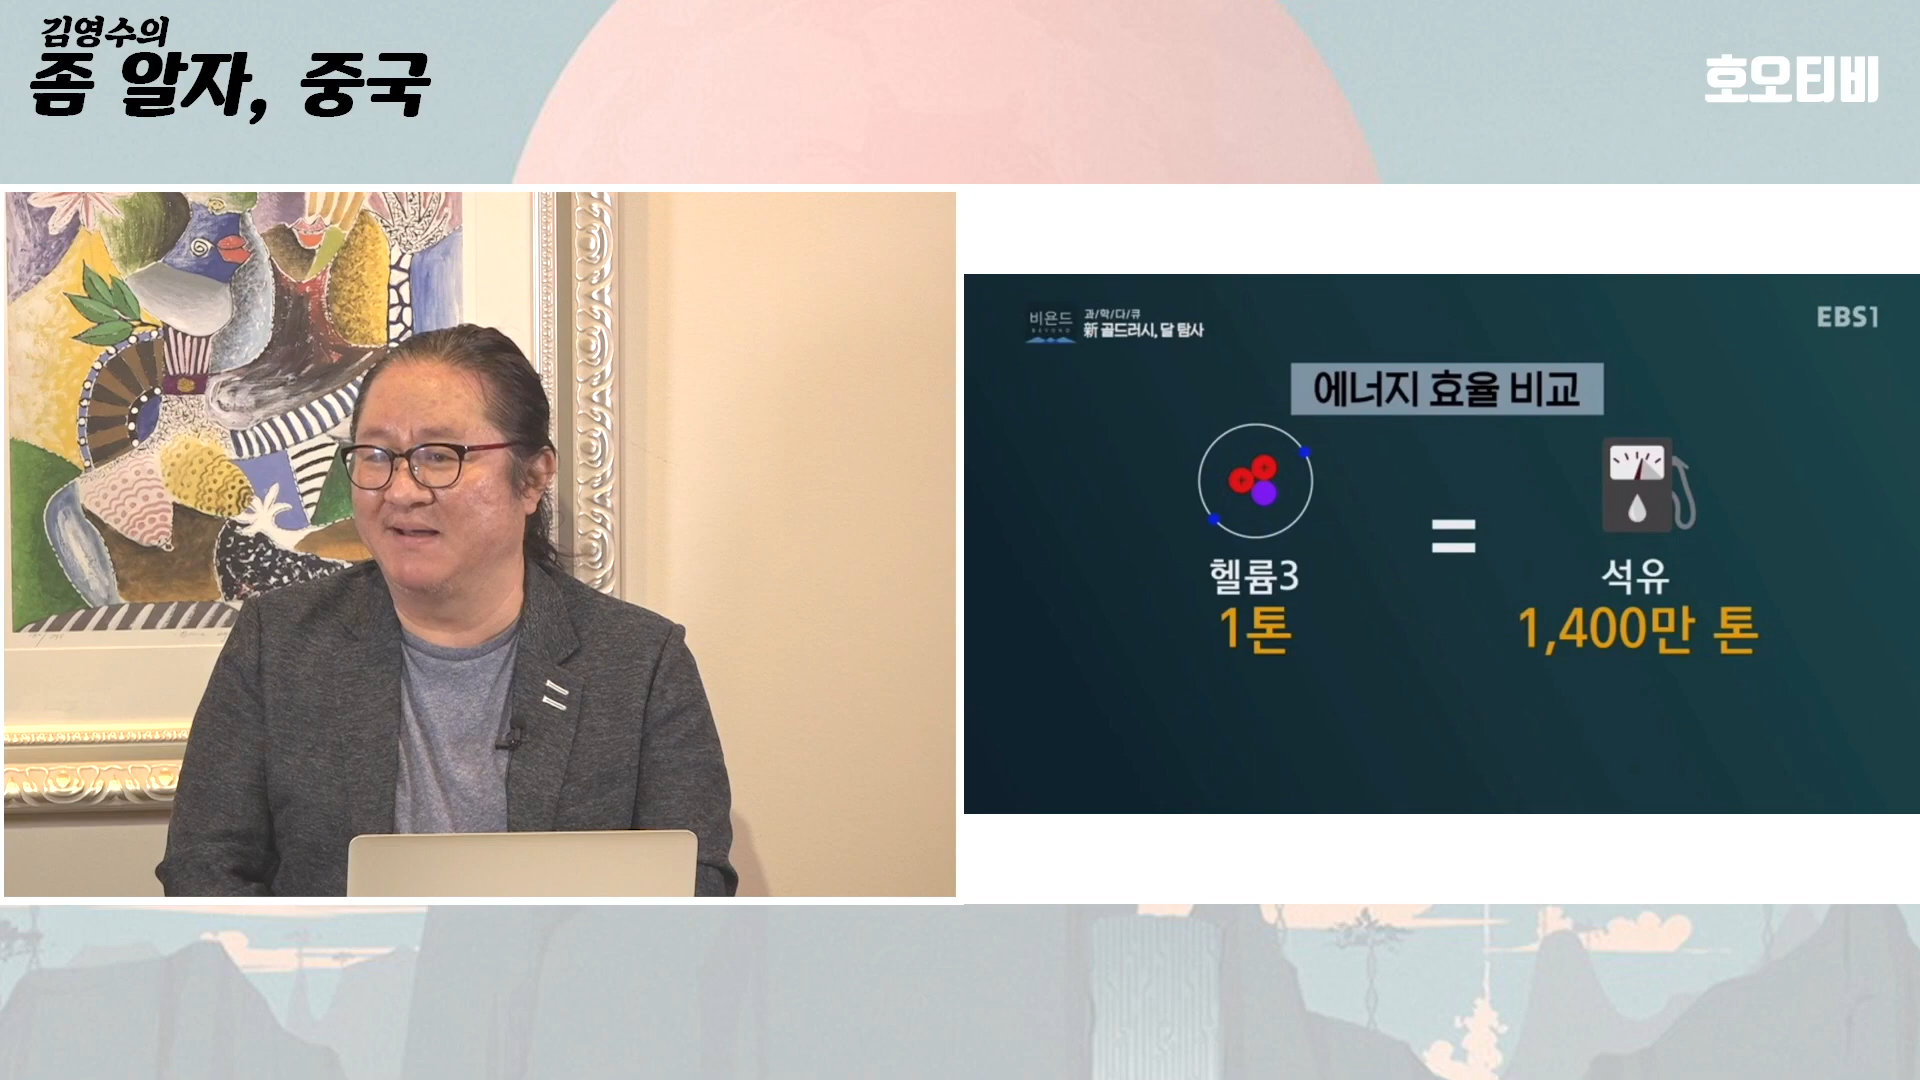 김영수의
좀 알자, 중국
호오티비
비욘드
BEYOND
과/학/다/큐
新 골드러시, 달 탐사
EBS1
에너지 효율 비교
헬륨3
=
석유
1톤
1,400만 톤